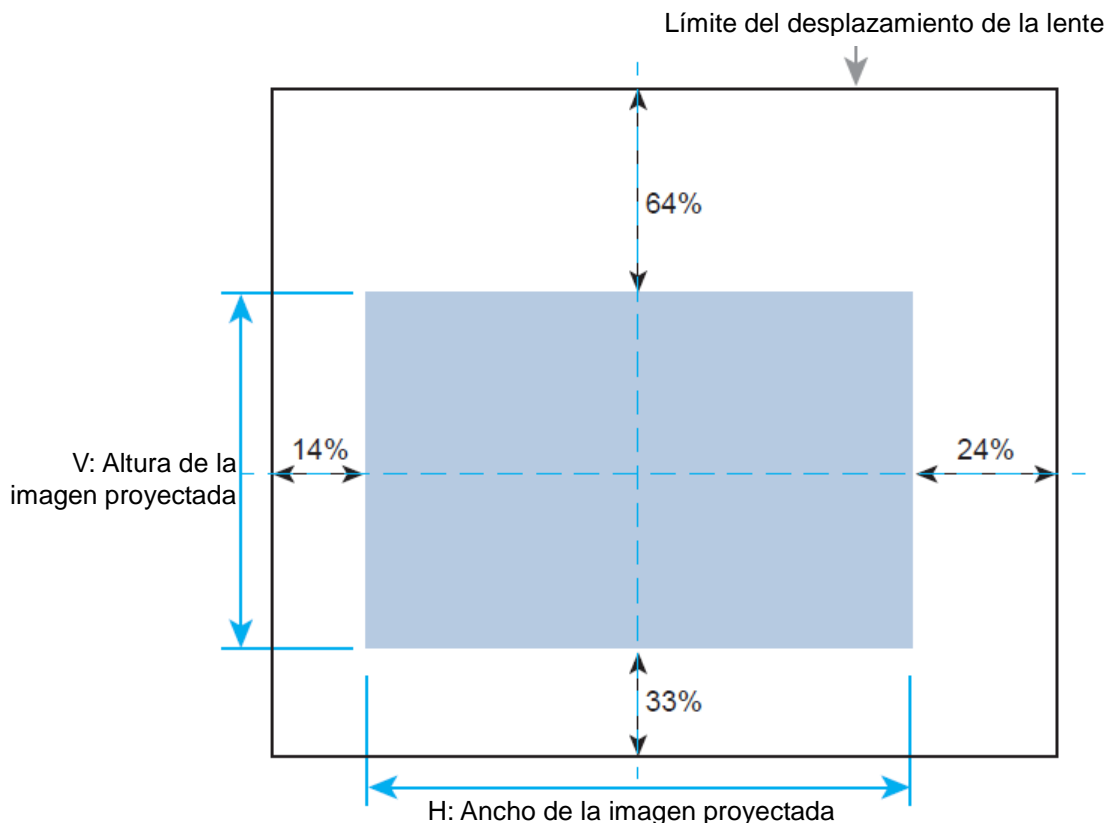 Límite del desplazamiento de la lente
64%
14%
24%
V: Altura de la
imagen proyectada
33%
H: Ancho de la imagen proyectada